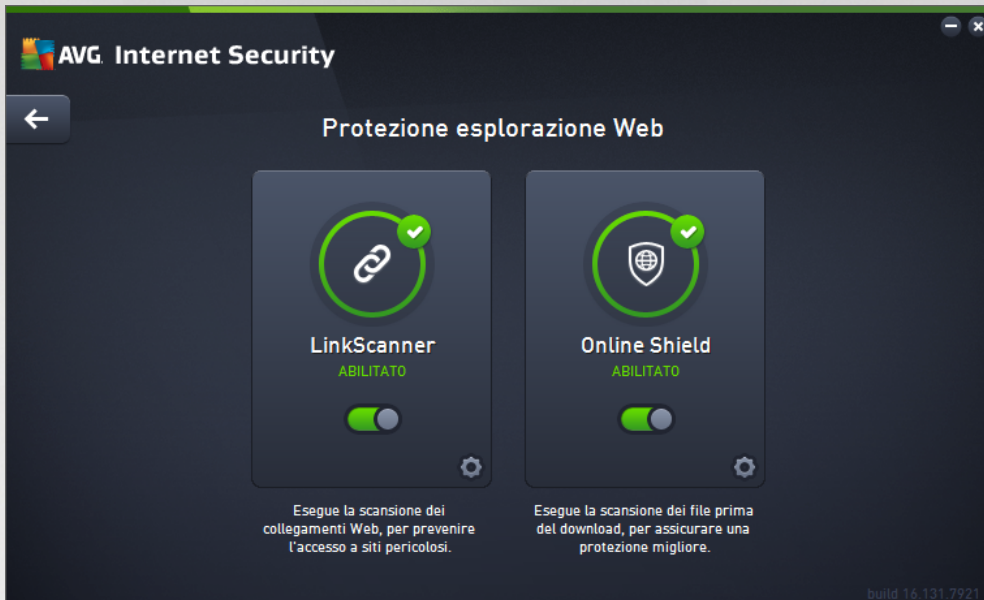 AVG Internet Security
Protezione esplorazione Web
LinkScanner
ABILITATO
Esegue la scansione dei
collegamenti Web, per prevenire
l'accesso a siti pericolosi.
Online Shield
ABILITATO
Esegue la scansione dei file prima
del download, per assicurare una
protezione migliore.
build 16.131.7921